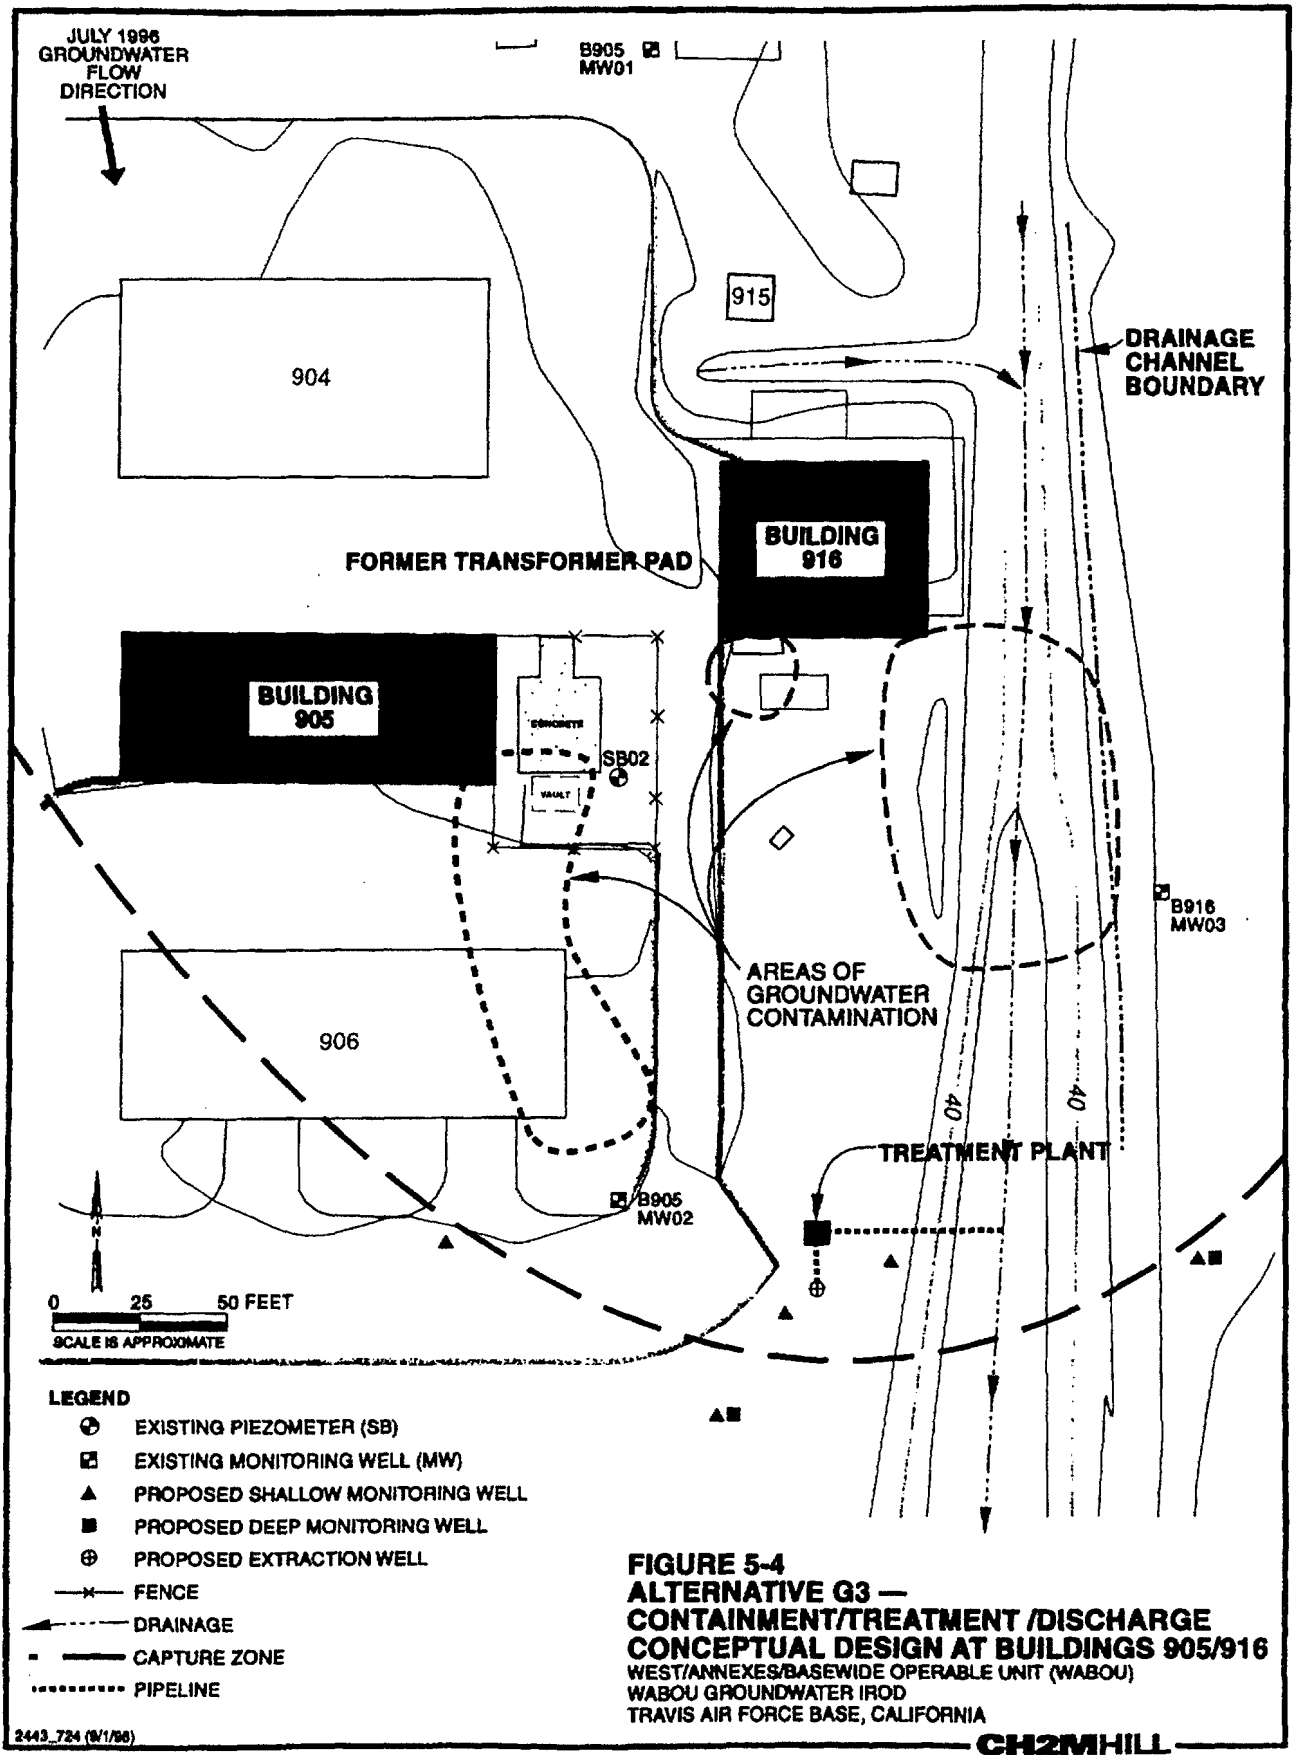 JULY 1996
GROUNDWATER
FLOW
DIRECTION
B905
MW01
915
DRAINAGE
CHANNEL
BOUNDARY
904
BUILDING
916
FORMER TRANSFORMER PAD
BUILDING
905
CONCRETE
SB02
VAULT
B916
MW03
AREAS OF
GROUNDWATER
CONTAMINATION
906
40
40
TREATMENT PLANT
B905
MW02
N
0 25 50 FEET
SCALE IS APPROXIMATE
LEGEND
EXISTING PIEZOMETER (SB)
EXISTING MONITORING WELL (MW)
PROPOSED SHALLOW MONITORING WELL
PROPOSED DEEP MONITORING WELL
PROPOSED EXTRACTION WELL
FENCE
DRAINAGE
CAPTURE ZONE
PIPELINE
FIGURE 5-4
ALTERNATIVE G3 —
CONTAINMENT/TREATMENT /DISCHARGE
CONCEPTUAL DESIGN AT BUILDINGS 905/916
WEST/ANNEXES/BASEWIDE OPERABLE UNIT (WABOU)
WABOU GROUNDWATER IROD
TRAVIS AIR FORCE BASE, CALIFORNIA
2443_724 (9/1/98)
CH2MHILL